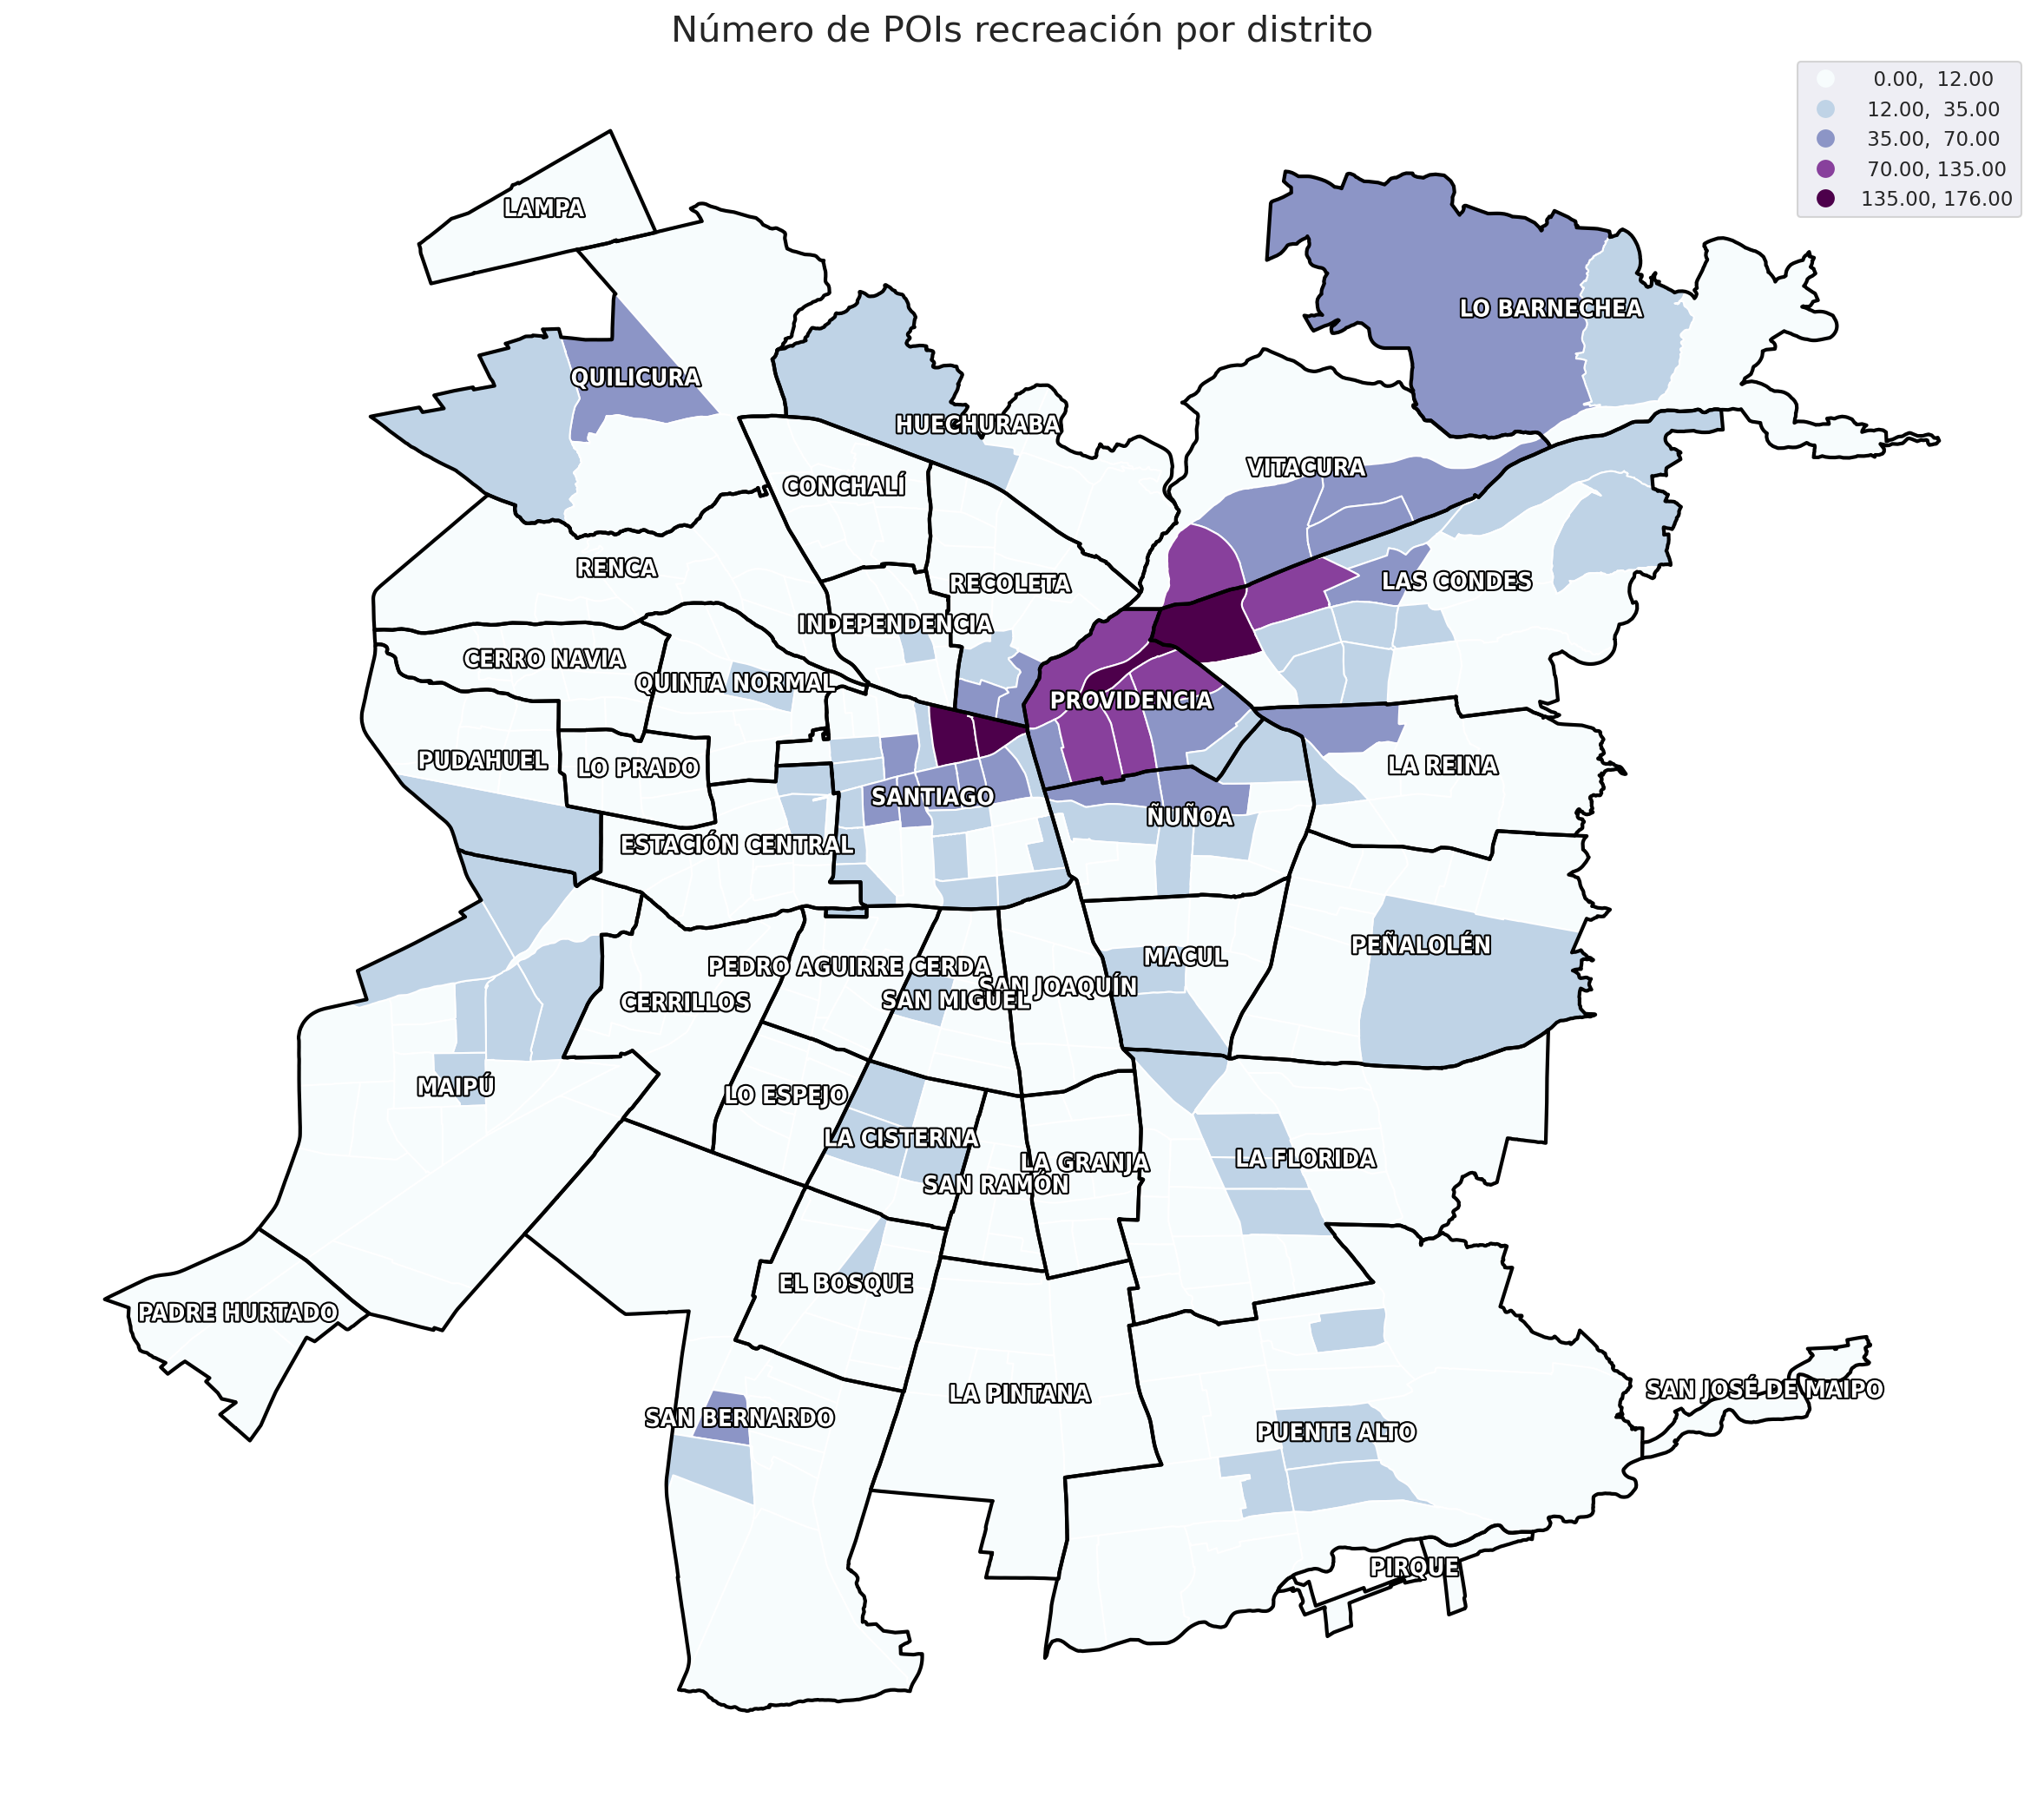 Número de POIs recreación por distrito
0.00, 12.00
12.00, 35.00
35.00, 70.00
70.00, 135.00
135.00, 176.00
LAMPA
LO BARNECHEA
QUILICURA
HUECHURABA
VITACURA
CONCHALÍ
RENCA
RECOLETA
LAS CONDES
INDEPENDENCIA
CERRO NAVIA
QUINTA NORMAL
PROVIDENCIA
PUDAHUEL
LO PRADO
LA REINA
SANTIAGO
ÑUÑOA
ESTACIÓN CENTRAL
PEÑALOLÉN
MACUL
PEDRO AGUIRRE CERDA
SAN JOAQUÍN
SAN MIGUEL
CERRILLOS
MAIPÚ
LO ESPEJO
LA CISTERNA
LA FLORIDA
LA GRANJA
SAN RAMÓN
EL BOSQUE
PADRE HURTADO
SAN JOSÉ DE MAIPO
LA PINTANA
SAN BERNARDO
PUENTE ALTO
PIRQUE